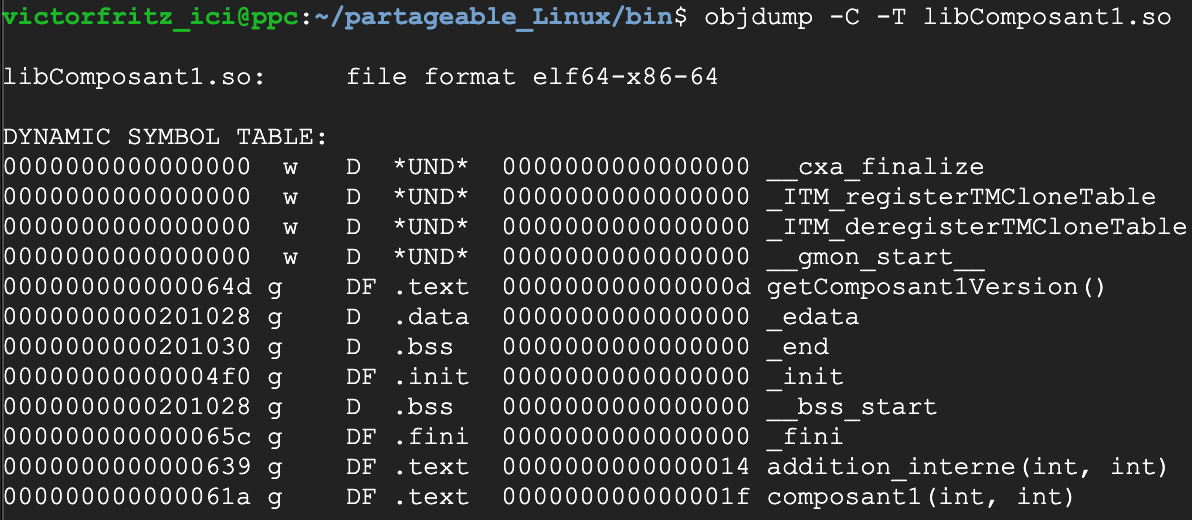 victorfritz_ici@ppc:~/partageable_Linux/bin$ objdump -C -T libComposant1.so
libComposant1.so:     file format elf64-x86-64
DYNAMIC SYMBOL TABLE:
0000000000000000  w   D  *UND*  0000000000000000 __cxa_finalize
0000000000000000  w   D  *UND*  0000000000000000 _ITM_registerTMCloneTable
0000000000000000  w   D  *UND*  0000000000000000 _ITM_deregisterTMCloneTable
0000000000000000  w   D  *UND*  0000000000000000 __gmon_start__
000000000000064d g    DF .text  000000000000000d getComposant1Version()
0000000000201028 g    D  .data  0000000000000000 _edata
0000000000201030 g    D  .bss   0000000000000000 _end
00000000000004f0 g    DF .init  0000000000000000 _init
0000000000201028 g    D  .bss   0000000000000000 __bss_start
000000000000065c g    DF .fini  0000000000000000 _fini
0000000000000639 g    DF .text  0000000000000014 addition_interne(int, int)
000000000000061a g    DF .text  000000000000001f composant1(int, int)